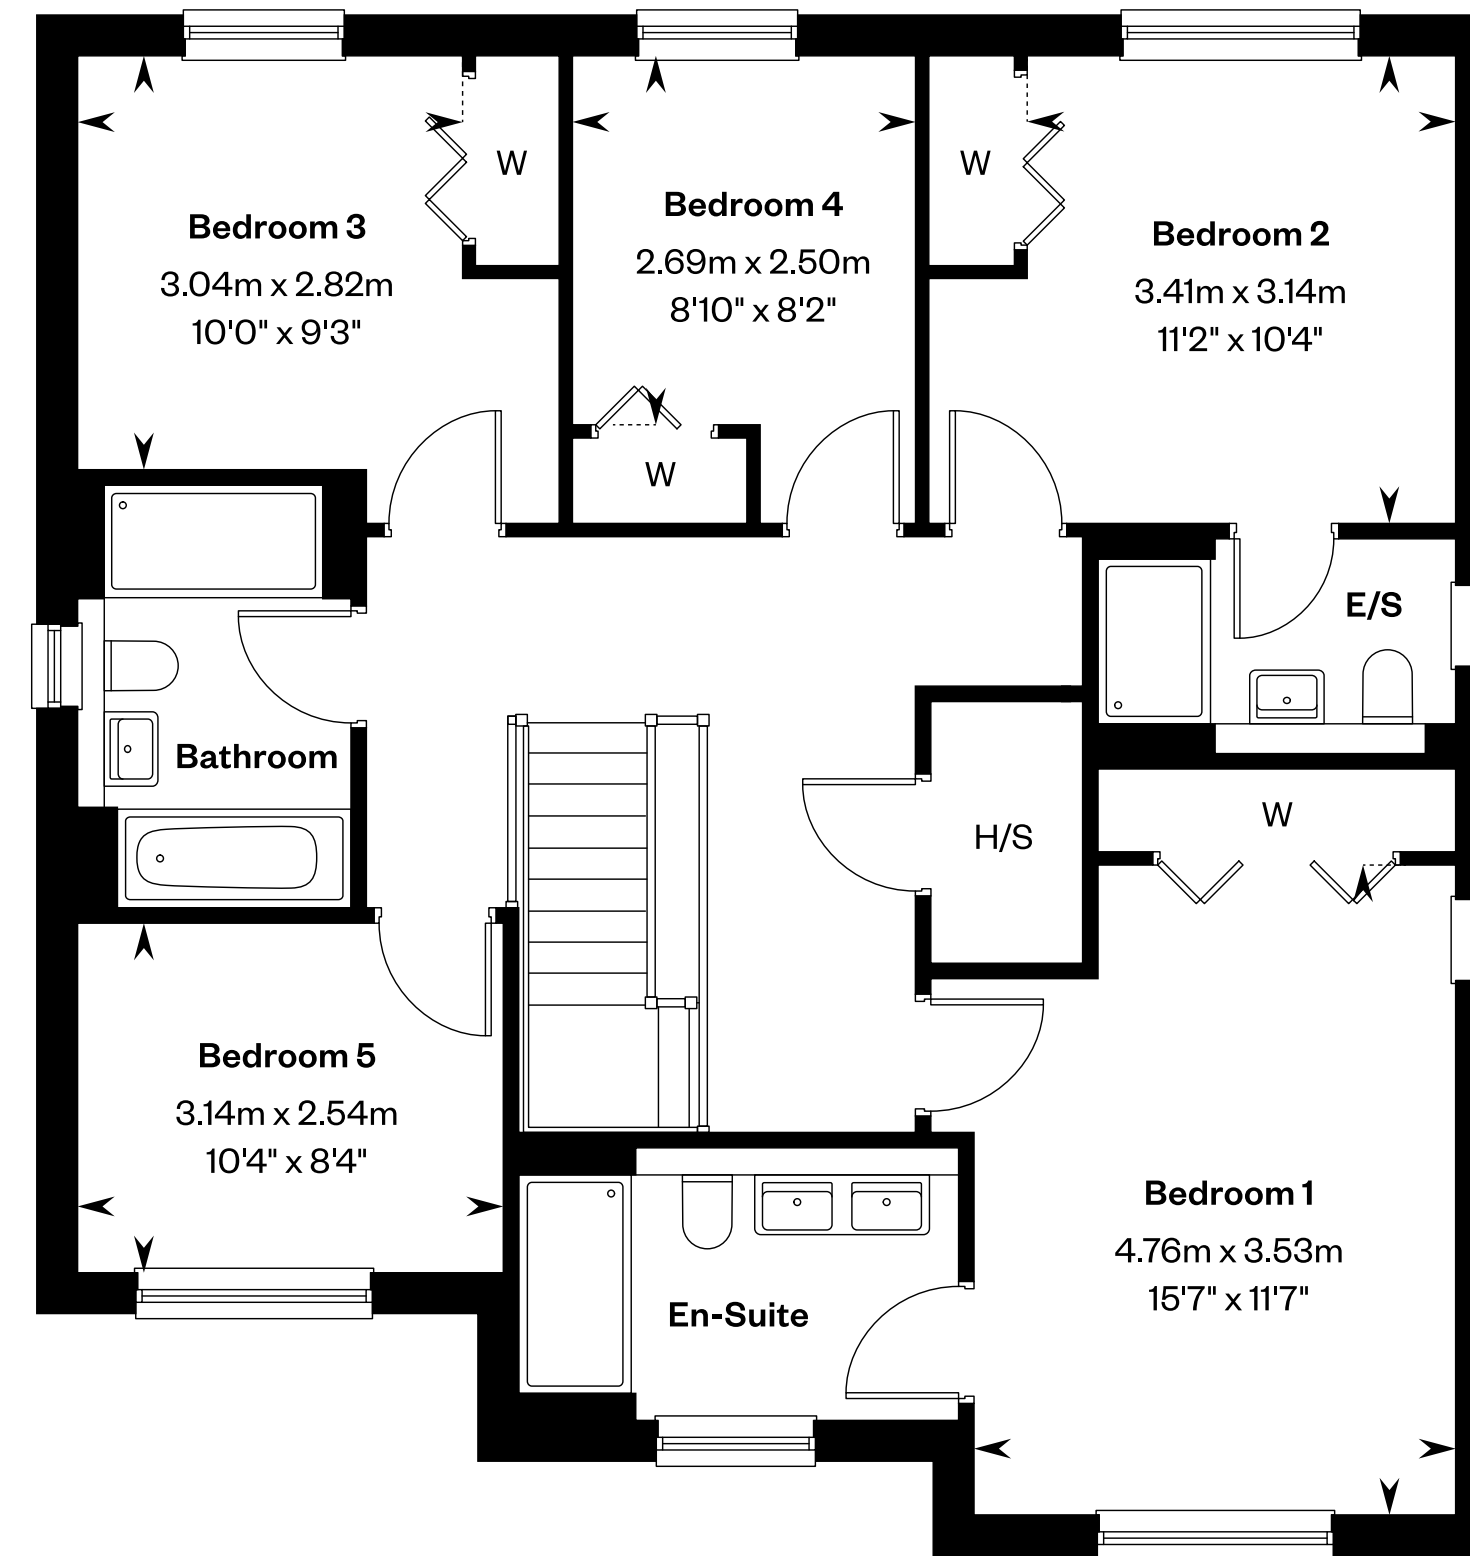 W
Bedroom 3
3.04m x 2.82m
10'0" x 9'3"
Bedroom 4
2.69m x 2.50m
8'10" x 8'2"
W
W
Bedroom 2
3.41m x 3.14m
11'2" x 10'4"
E/S
Bathroom
H/S
W
Bedroom 5
3.14m x 2.54m
10'4" x 8'4"
En-Suite
Bedroom 1
4.76m x 3.53m
15'7" x 11'7"